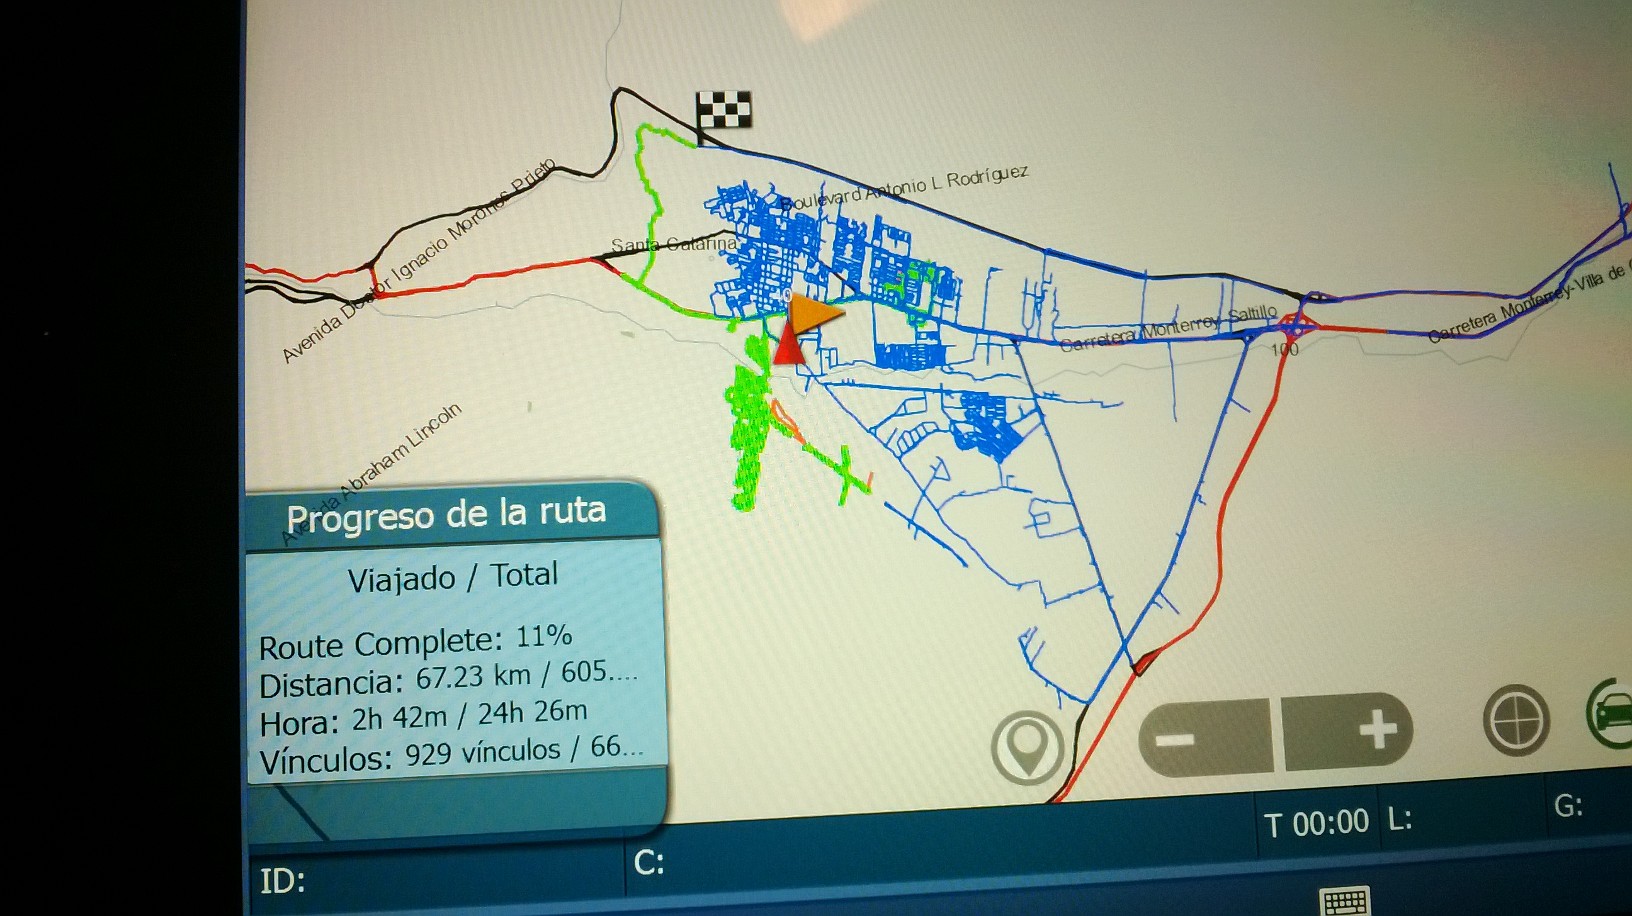 Boulevard Antonio L Rodríguez
Avenida Doctor Ignacio Morones Prieto
Santa Catarina
Carretera Monterrey Saltillo
Carretera Monterrey-Villa de
100
Avenida Abraham Lincoln
Progreso de la ruta
Viajado / Total
Route Complete: 11%
Distancia: 67.23 km / 605....
Hora: 2h 42m / 24h 26m
Vínculos: 929 vínculos / 66...
T 00:00 L: G:
ID: C: